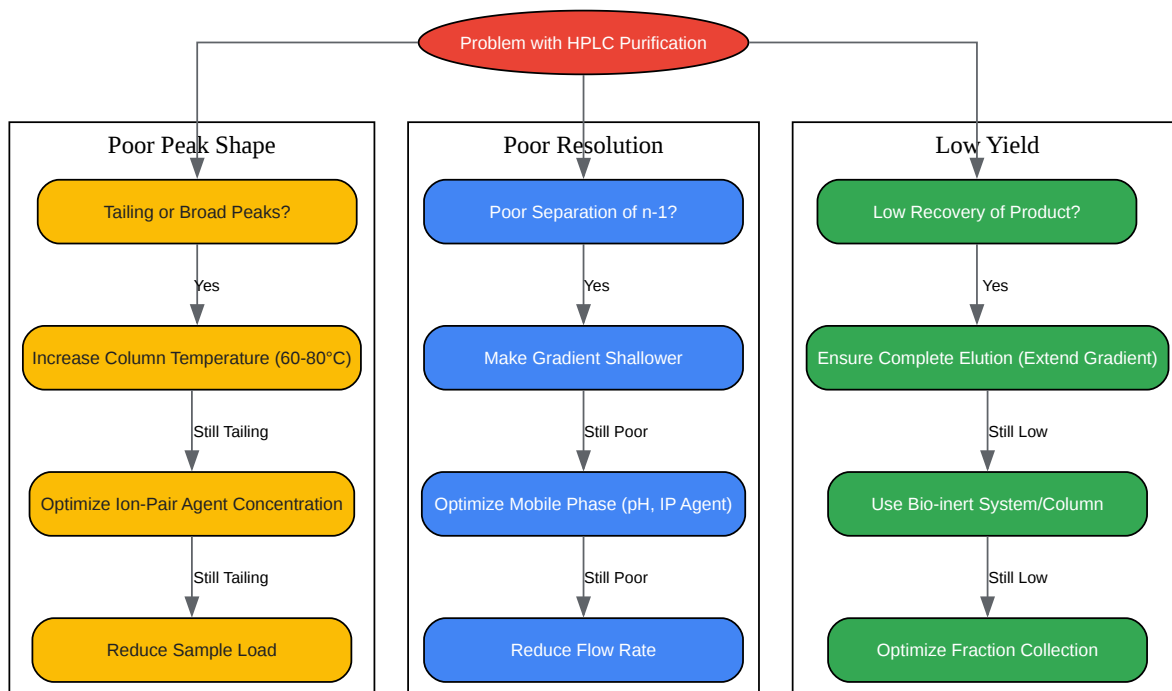 Problem with HPLC Purification
Poor Peak Shape
Tailing or Broad Peaks?
Yes
Increase Column Temperature (60-80°C)
Still Tailing
Optimize Ion-Pair Agent Concentration
Still Tailing
Reduce Sample Load
Poor Resolution
Poor Separation of n-1?
Yes
Make Gradient Shallower
Still Poor
Optimize Mobile Phase (pH, IP Agent)
Still Poor
Reduce Flow Rate
Low Yield
Low Recovery of Product?
Yes
Ensure Complete Elution (Extend Gradient)
Still Low
Use Bio-inert System/Column
Still Low
Optimize Fraction Collection